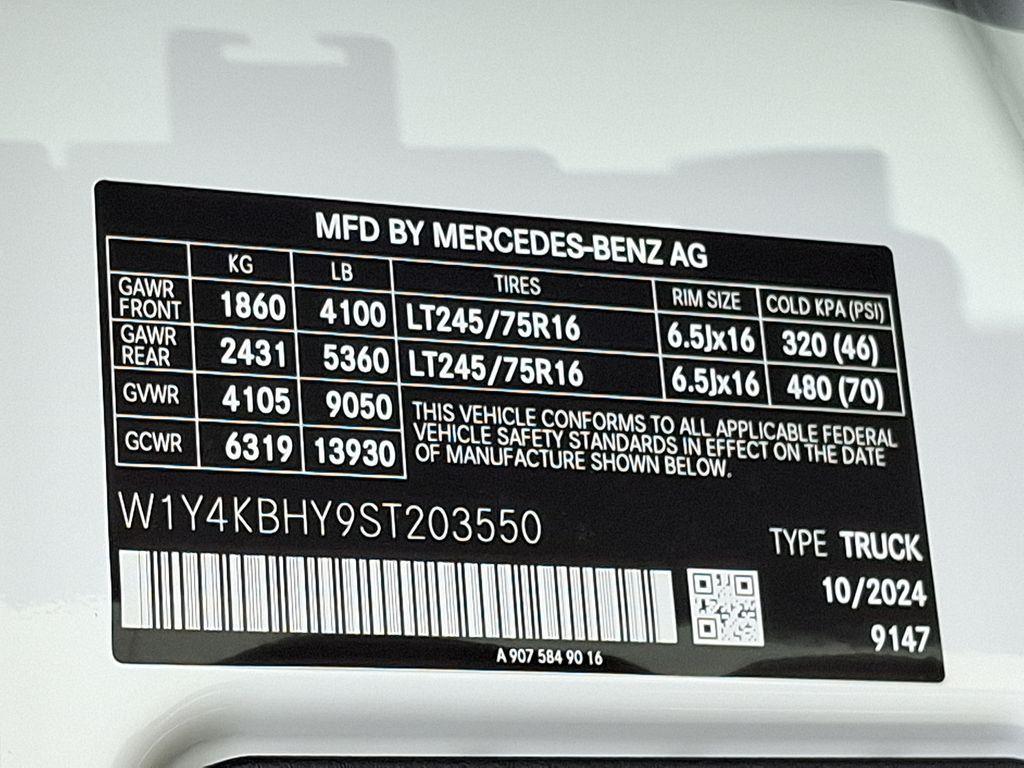 MFD BY MERCEDES-BENZ AG
KG LB TIRES RIM SIZE COLD KPA (PSI)
GAWR FRONT 1860 4100 LT245/75R16 6.5Jx16 320 (46)
GAWR REAR 2431 5360 LT245/75R16 6.5Jx16 480 (70)
GVWR 4105 9050
GCWR 6319 13930
THIS VEHICLE CONFORMS TO ALL APPLICABLE FEDERAL
VEHICLE SAFETY STANDARDS IN EFFECT ON THE DATE
OF MANUFACTURE SHOWN BELOW.
W1Y4KBHY9ST203550
TYPE TRUCK
10/2024
9147
A 907 584 90 16